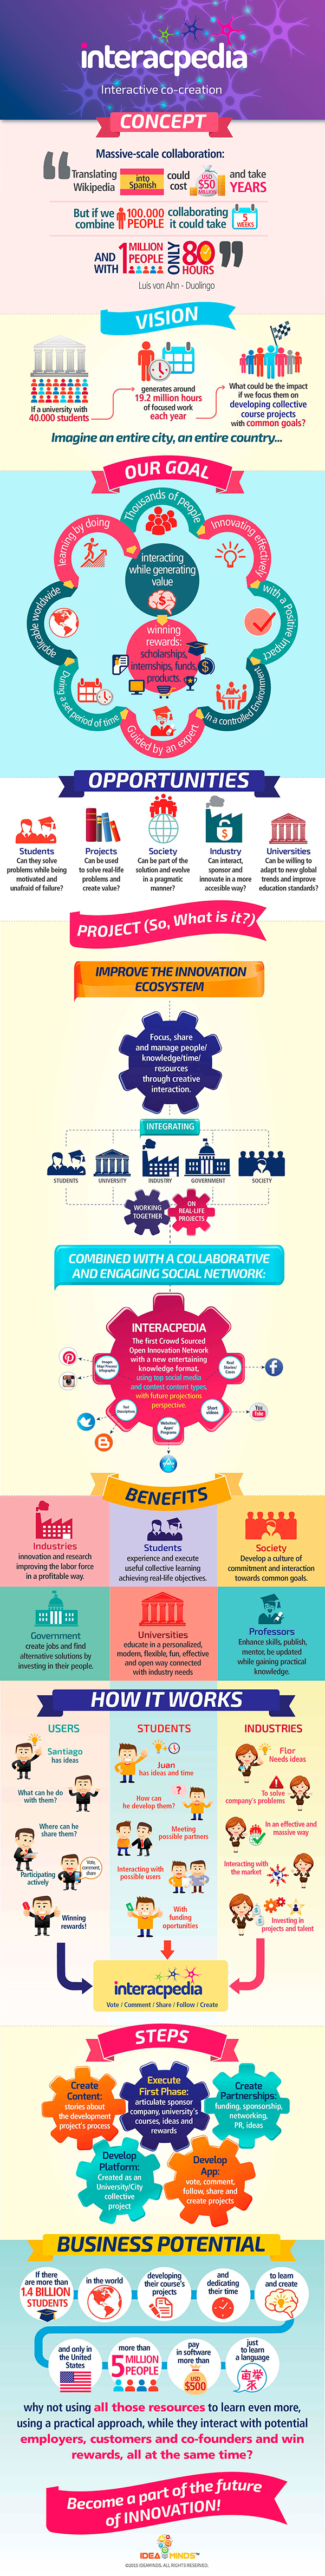 interacpedia
Interactive co-creation
CONCEPT
Massive-scale collaboration:
Translating Wikipedia into Spanish could cost USD $50 MILLION and take YEARS
But if we combine 100.000 PEOPLE collaborating it could take 5 WEEKS
AND WITH 1 MILLION PEOPLE ONLY 80 HOURS
Luis von Ahn - Duolingo
VISION
If a university with
40.000 students
generates around
19.2 million hours
of focused work
each year
What could be the impact
if we focus them on
developing collective
course projects
with common goals?
Imagine an entire city, an entire country...
OUR GOAL
Thousands of people
Innovating effectively
with a Positive Impact
In a controlled Environment
Guided by an expert
During a set period of time
applicable worldwide
learning by doing
interacting
while generating
value
winning
rewards:
scholarships,
internships, funds,
products.
OPPORTUNITIES
Students
Can they solve
problems while being
motivated and
unafraid of failure?
Projects
Can be used
to solve real-life
problems and
create value?
Society
Can be part of the
solution and evolve
in a pragmatic
manner?
Industry
Can interact,
sponsor and
innovate in a more
accesible way?
Universities
Can be willing to
adapt to new global
trends and improve
education standards?
PROJECT (So, What is it?)
IMPROVE THE INNOVATION
ECOSYSTEM
Focus, share
and manage people/
knowledge/time/
resources
through creative
interaction.
INTEGRATING
STUDENTS
UNIVERSITY
INDUSTRY
GOVERNMENT
SOCIETY
WORKING
TOGETHER
ON
REAL-LIFE
PROJECTS
COMBINED WITH A COLLABORATIVE
AND ENGAGING SOCIAL NETWORK:
INTERACPEDIA
The first Crowd Sourced
Open Innovation Network
with a new entertaining
knowledge format,
using top social media
and contest content types,
with future projections
perspective.
Images
Map Process
Infographic
Real
Stories/
Cases
Text
Descriptions
Short
videos
Websites/
Apps/
Programs
You
Tube
BENEFITS
Industries
innovation and research
improving the labor force
in a profitable way.
Students
experience and execute
useful collective learning
achieving real-life objectives.
Society
Develop a culture of
commitment and interaction
towards common goals.
Government
create jobs and find
alternative solutions by
investing in their people.
Universities
educate in a personalized,
modern, flexible, fun, effective
and open way connected
with industry needs
Professors
Enhance skills, publish,
mentor, be updated
while gaining practical
knowledge.
HOW IT WORKS
USERS
Santiago
has ideas
What can he do
with them?
Where can he
share them?
Vote,
comment,
share
Participating
actively
Winning
rewards!
STUDENTS
Juan
has ideas and time
How can
he develop them?
Meeting
possible partners
Interacting with
possible users
With
funding
oportunities
INDUSTRIES
Flor
Needs ideas
To solve
company's problems
In an effective and
massive way
Interacting with
the market
Investing in
projects and talent
interacpedia
Vote / Comment / Share / Follow / Create
STEPS
Create
Content:
stories about
the development
project's process
Execute
First Phase:
articulate sponsor
company, university's
courses, ideas and
rewards
Create
Partnerships:
funding, sponsorship,
networking,
PR, ideas
Develop
Platform:
Created as an
University/City
collective
project
Develop
App:
vote, comment,
follow, share and
create projects
BUSINESS POTENTIAL
If there
are more than
1.4 BILLION
STUDENTS
in the world
developing
their course's
projects
and
dedicating
their time
to learn
and create
and only in
the United
States
more than
5 MILLION
PEOPLE
pay
in software
more than
USD
$500
just
to learn
a language
why not using all those resources to learn even more,
using a practical approach, while they interact with potential
employers, customers and co-founders and win
rewards, all at the same time?
Become a part of the future
of INNOVATION!
IDEAMINDS™
©2015 IDEAMINDS. ALL RIGHTS RESERVED.